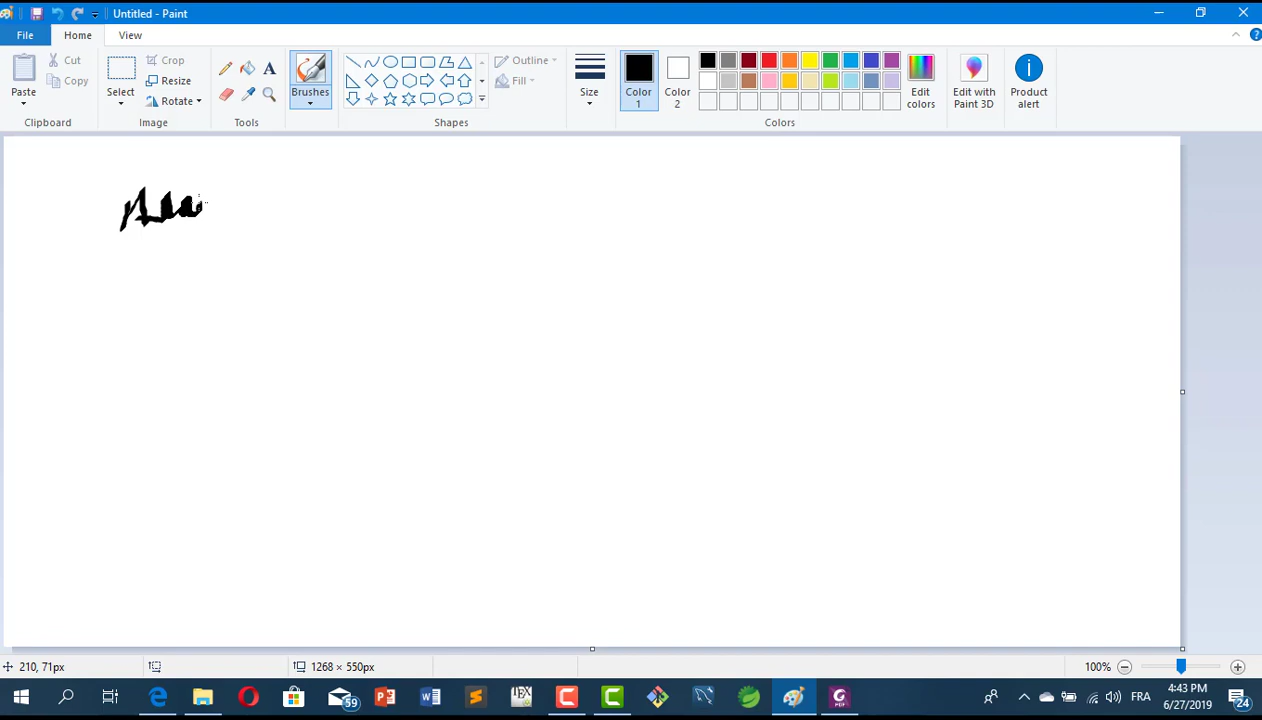 Untitled - Paint
File Home View
Cut
Copy
Paste
Clipboard
Select
Crop
Resize
Rotate
Image
Tools
Brushes
Outline
Fill
Shapes
Size
Color 1
Color 2
Edit colors
Colors
Edit with Paint 3D
Product alert
210, 71px
1268 × 550px
100%
59
FRA
4:43 PM
6/27/2019
24